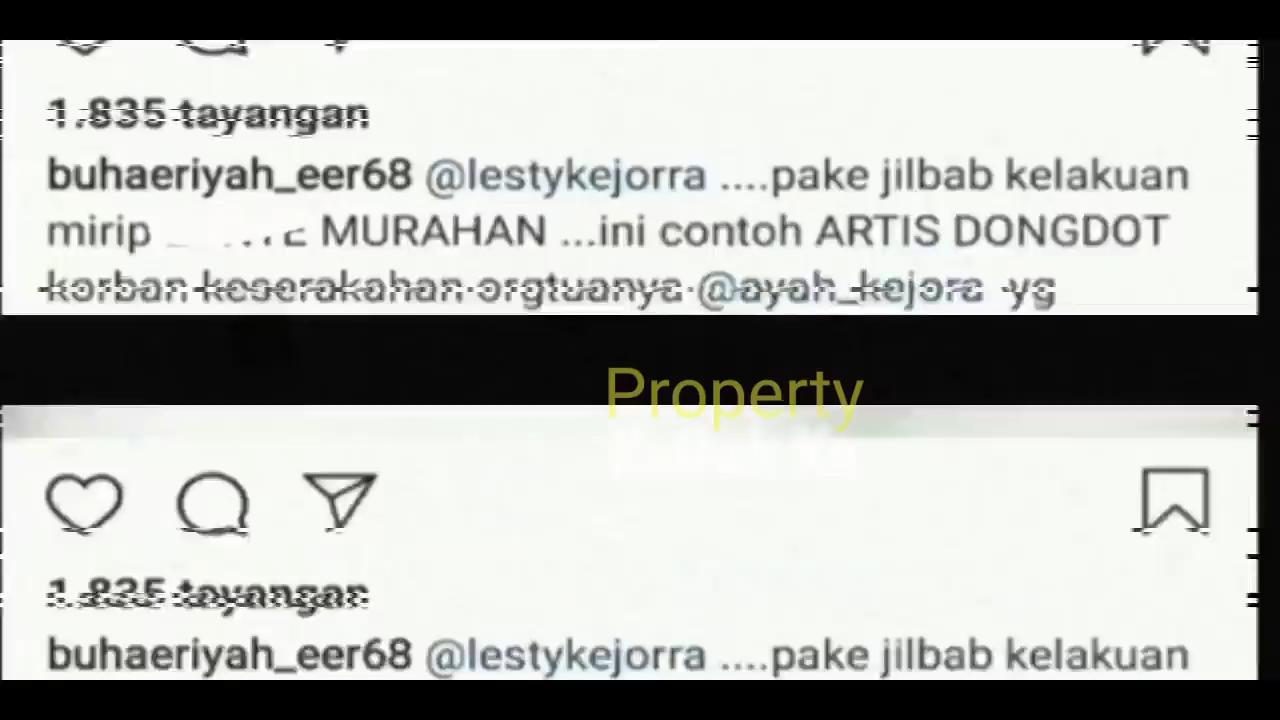 1.835 tayangan
buhaeriyah_eer68 @lestykejorra ....pake jilbab kelakuan
mirip MURAHAN ...ini contoh ARTIS DONGDOT
korban keserakahan orgtuanya @ayah_kejora yg
Property
1.835 tayangan
buhaeriyah_eer68 @lestykejorra ....pake jilbab kelakuan